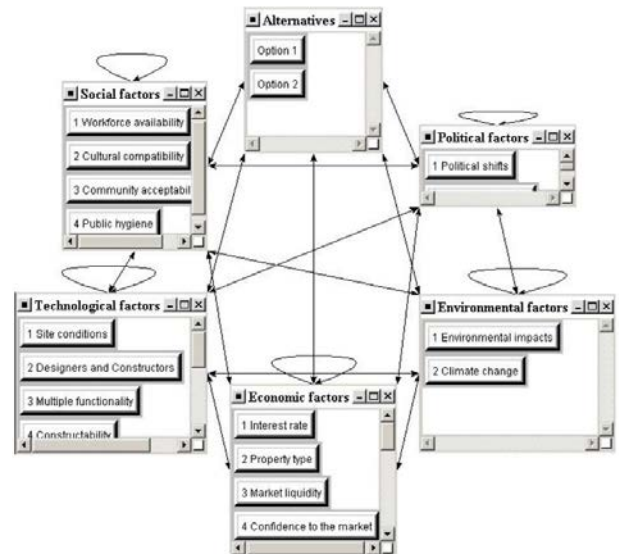 Alternatives
Option 1
Option 2
Social factors
1 Workforce availability
2 Cultural compatibility
3 Community acceptabil
4 Public hygiene
Political factors
1 Political shifts
Technological factors
1 Site conditions
2 Designers and Constructors
3 Multiple functionality
4 Constructability
Environmental factors
1 Environmental impacts
2 Climate change
Economic factors
1 Interest rate
2 Property type
3 Market liquidity
4 Confidence to the market